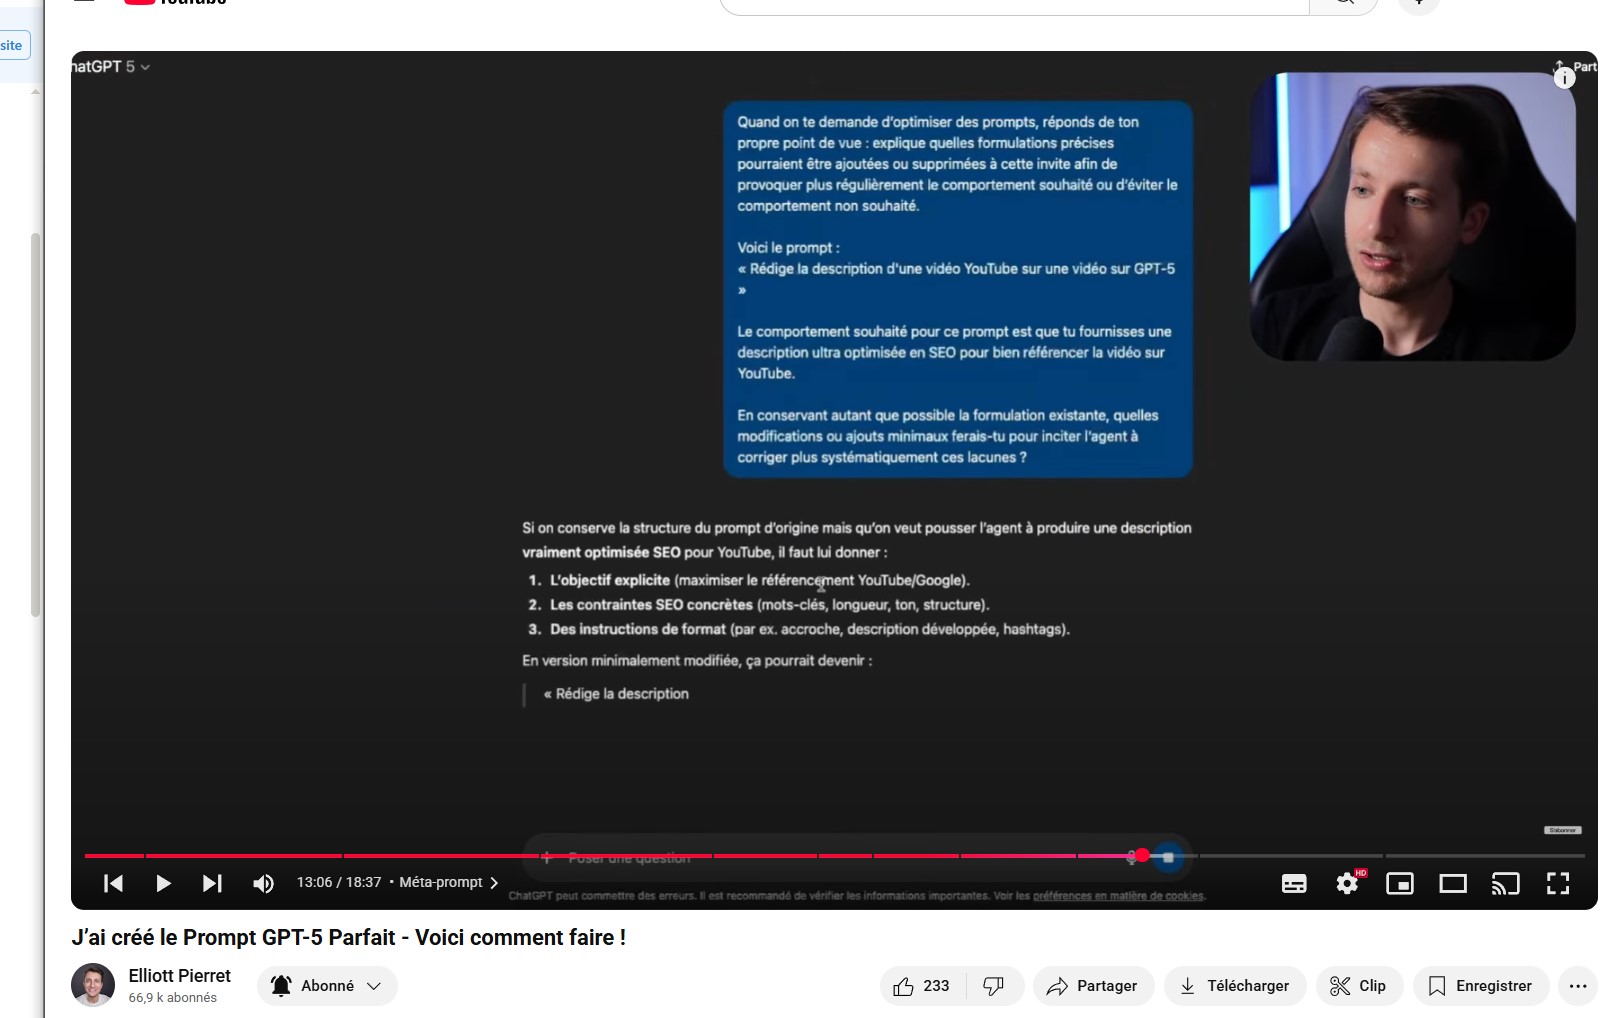 site
YouTube
hatGPT 5
Part
Quand on te demande d'optimiser des prompts, réponds de ton
propre point de vue : explique quelles formulations précises
pourraient être ajoutées ou supprimées à cette invite afin de
provoquer plus régulièrement le comportement souhaité ou d'éviter le
comportement non souhaité.
Voici le prompt :
« Rédige la description d'une vidéo YouTube sur une vidéo sur GPT-5
»
Le comportement souhaité pour ce prompt est que tu fournisses une
description ultra optimisée en SEO pour bien référencer la vidéo sur
YouTube.
En conservant autant que possible la formulation existante, quelles
modifications ou ajouts minimaux ferais-tu pour inciter l'agent à
corriger plus systématiquement ces lacunes ?
Si on conserve la structure du prompt d'origine mais qu'on veut pousser l'agent à produire une description
vraiment optimisée SEO pour YouTube, il faut lui donner :
1. L'objectif explicite (maximiser le référencement YouTube/Google).
2. Les contraintes SEO concrètes (mots-clés, longueur, ton, structure).
3. Des instructions de format (par ex. accroche, description développée, hashtags).
En version minimalement modifiée, ça pourrait devenir :
« Rédige la description
S'abonner
Poser une question
13:06 / 18:37 • Méta-prompt
HD
ChatGPT peut commettre des erreurs. Il est recommandé de vérifier les informations importantes. Voir les préférences en matière de cookies.
J'ai créé le Prompt GPT-5 Parfait - Voici comment faire !
Elliott Pierret
66,9 k abonnés
Abonné
233
Partager
Télécharger
Clip
Enregistrer